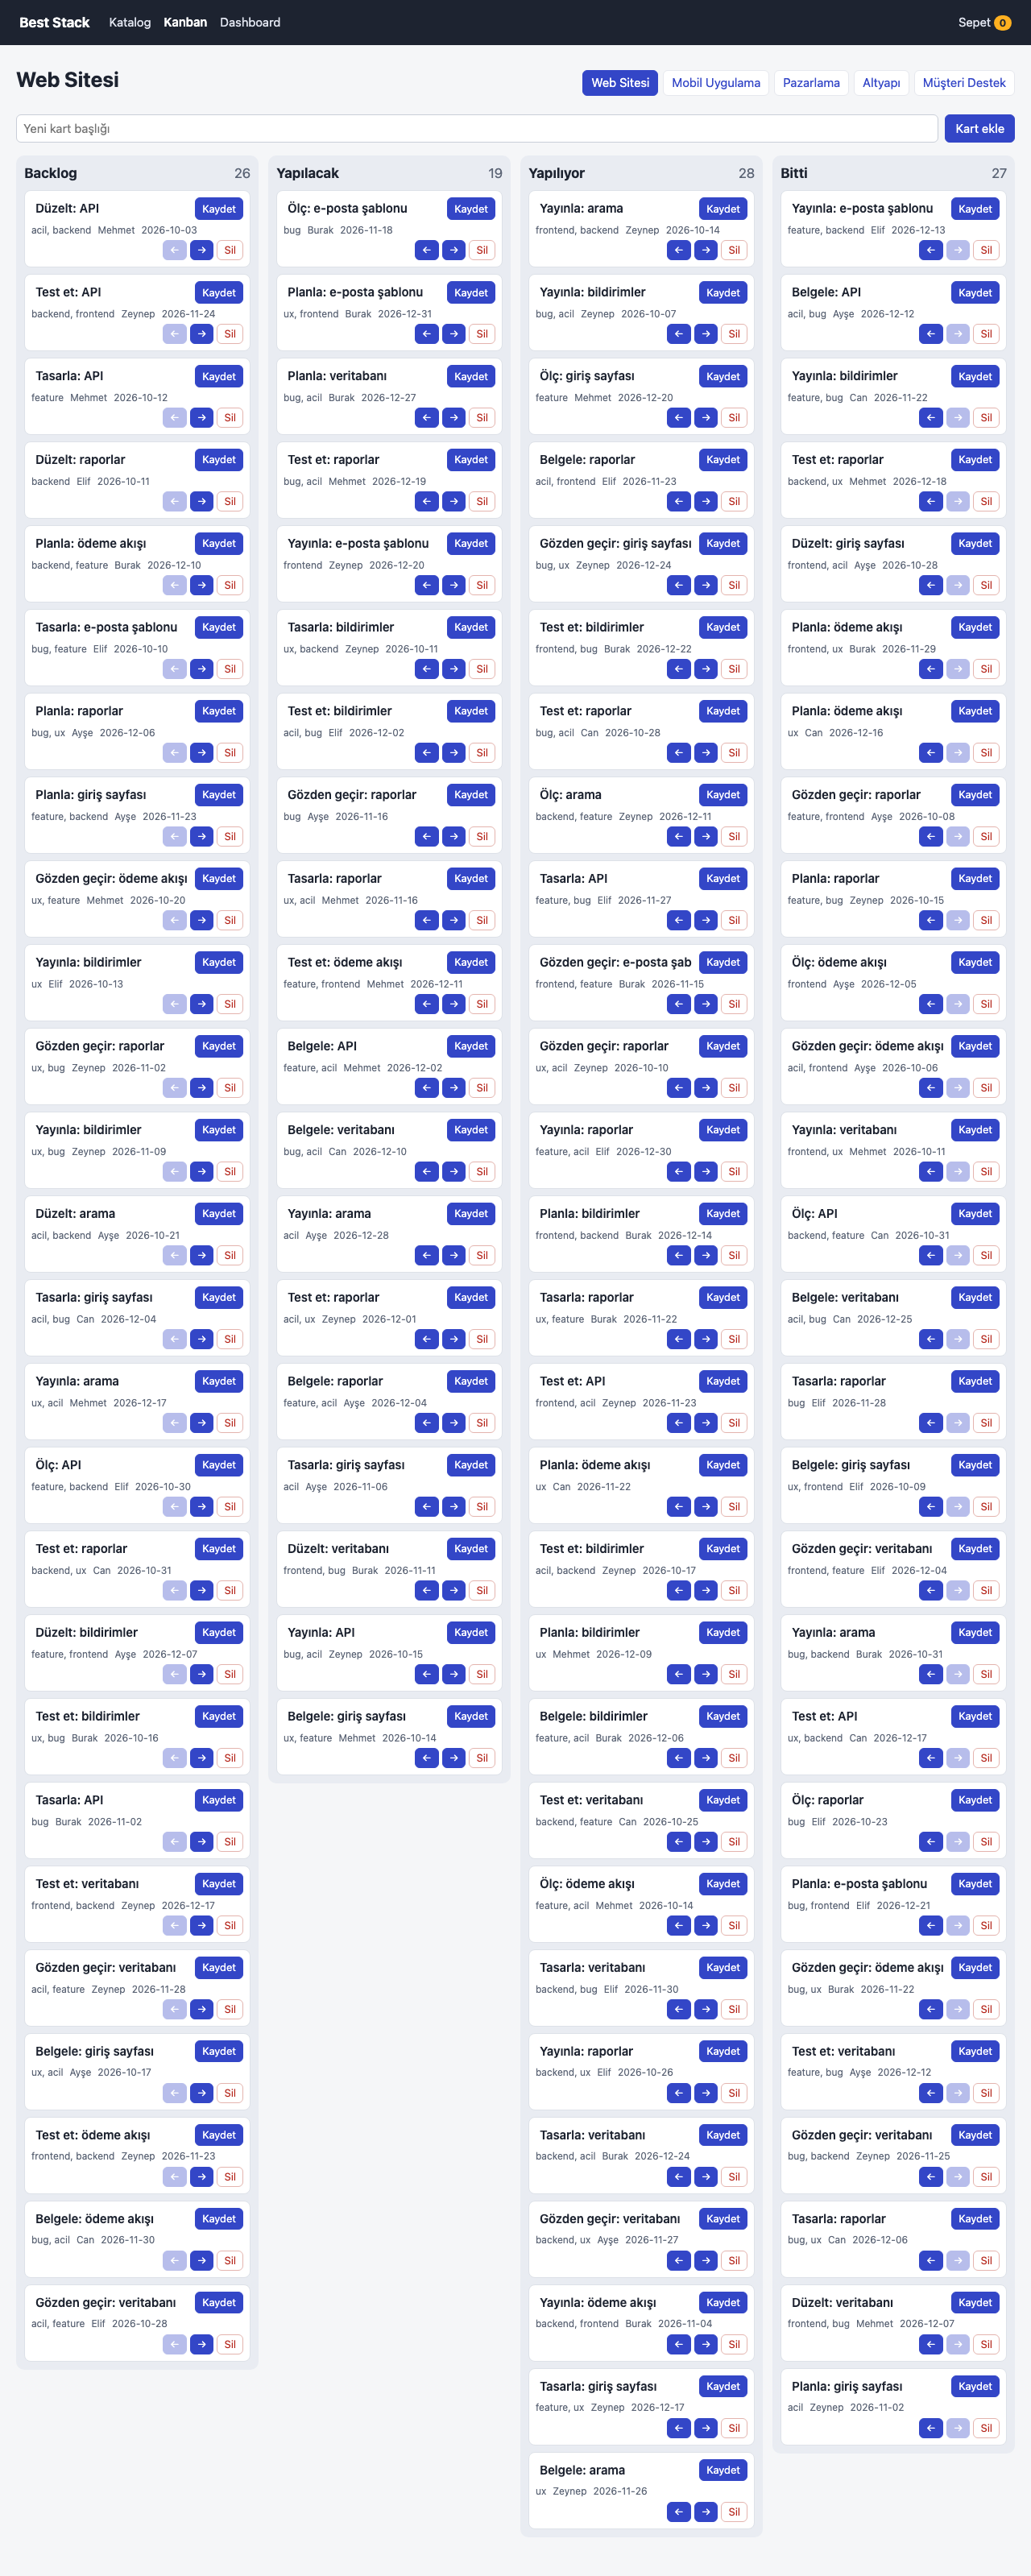 Best Stack Katalog Kanban Dashboard Sepet 0
Web Sitesi
Web Sitesi Mobil Uygulama Pazarlama Altyapı Müşteri Destek
Yeni kart başlığı Kart ekle
Backlog 26
Düzelt: API Kaydet
acil, backend Mehmet 2026-10-03
← → Sil
Test et: API Kaydet
backend, frontend Zeynep 2026-11-24
← → Sil
Tasarla: API Kaydet
feature Mehmet 2026-10-12
← → Sil
Düzelt: raporlar Kaydet
backend Elif 2026-10-11
← → Sil
Planla: ödeme akışı Kaydet
backend, feature Burak 2026-12-10
← → Sil
Tasarla: e-posta şablonu Kaydet
bug, feature Elif 2026-10-10
← → Sil
Planla: raporlar Kaydet
bug, ux Ayşe 2026-12-06
← → Sil
Planla: giriş sayfası Kaydet
feature, backend Ayşe 2026-11-23
← → Sil
Gözden geçir: ödeme akışı Kaydet
ux, feature Mehmet 2026-10-20
← → Sil
Yayınla: bildirimler Kaydet
ux Elif 2026-10-13
← → Sil
Gözden geçir: raporlar Kaydet
ux, bug Zeynep 2026-11-02
← → Sil
Yayınla: bildirimler Kaydet
ux, bug Zeynep 2026-11-09
← → Sil
Düzelt: arama Kaydet
acil, backend Ayşe 2026-10-21
← → Sil
Tasarla: giriş sayfası Kaydet
acil, bug Can 2026-12-04
← → Sil
Yayınla: arama Kaydet
ux, acil Mehmet 2026-12-17
← → Sil
Ölç: API Kaydet
feature, backend Elif 2026-10-30
← → Sil
Test et: raporlar Kaydet
backend, ux Can 2026-10-31
← → Sil
Düzelt: bildirimler Kaydet
feature, frontend Ayşe 2026-12-07
← → Sil
Test et: bildirimler Kaydet
ux, bug Burak 2026-10-16
← → Sil
Tasarla: API Kaydet
bug Burak 2026-11-02
← → Sil
Test et: veritabanı Kaydet
frontend, backend Zeynep 2026-12-17
← → Sil
Gözden geçir: veritabanı Kaydet
acil, feature Zeynep 2026-11-28
← → Sil
Belgele: giriş sayfası Kaydet
ux, acil Ayşe 2026-10-17
← → Sil
Test et: ödeme akışı Kaydet
frontend, backend Zeynep 2026-11-23
← → Sil
Belgele: ödeme akışı Kaydet
bug, acil Can 2026-11-30
← → Sil
Gözden geçir: veritabanı Kaydet
acil, feature Elif 2026-10-28
← → Sil
Yapılacak 19
Ölç: e-posta şablonu Kaydet
bug Burak 2026-11-18
← → Sil
Planla: e-posta şablonu Kaydet
ux, frontend Burak 2026-12-31
← → Sil
Planla: veritabanı Kaydet
bug, acil Burak 2026-12-27
← → Sil
Test et: raporlar Kaydet
bug, acil Mehmet 2026-12-19
← → Sil
Yayınla: e-posta şablonu Kaydet
frontend Zeynep 2026-12-20
← → Sil
Tasarla: bildirimler Kaydet
ux, backend Zeynep 2026-10-11
← → Sil
Test et: bildirimler Kaydet
acil, bug Elif 2026-12-02
← → Sil
Gözden geçir: raporlar Kaydet
bug Ayşe 2026-11-16
← → Sil
Tasarla: raporlar Kaydet
ux, acil Mehmet 2026-11-16
← → Sil
Test et: ödeme akışı Kaydet
feature, frontend Mehmet 2026-12-11
← → Sil
Belgele: API Kaydet
feature, acil Mehmet 2026-12-02
← → Sil
Belgele: veritabanı Kaydet
bug, acil Can 2026-12-10
← → Sil
Yayınla: arama Kaydet
acil Ayşe 2026-12-28
← → Sil
Test et: raporlar Kaydet
acil, ux Zeynep 2026-12-01
← → Sil
Belgele: raporlar Kaydet
feature, acil Ayşe 2026-12-04
← → Sil
Tasarla: giriş sayfası Kaydet
acil Ayşe 2026-11-06
← → Sil
Düzelt: veritabanı Kaydet
frontend, bug Burak 2026-11-11
← → Sil
Yayınla: API Kaydet
bug, acil Zeynep 2026-10-15
← → Sil
Belgele: giriş sayfası Kaydet
ux, feature Mehmet 2026-10-14
← → Sil
Yapılıyor 28
Yayınla: arama Kaydet
frontend, backend Zeynep 2026-10-14
← → Sil
Yayınla: bildirimler Kaydet
bug, acil Zeynep 2026-10-07
← → Sil
Ölç: giriş sayfası Kaydet
feature Mehmet 2026-12-20
← → Sil
Belgele: raporlar Kaydet
acil, frontend Elif 2026-11-23
← → Sil
Gözden geçir: giriş sayfası Kaydet
bug, ux Zeynep 2026-12-24
← → Sil
Test et: bildirimler Kaydet
frontend, bug Burak 2026-12-22
← → Sil
Test et: raporlar Kaydet
bug, acil Can 2026-10-28
← → Sil
Ölç: arama Kaydet
backend, feature Zeynep 2026-12-11
← → Sil
Tasarla: API Kaydet
feature, bug Elif 2026-11-27
← → Sil
Gözden geçir: e-posta şab Kaydet
frontend, feature Burak 2026-11-15
← → Sil
Gözden geçir: raporlar Kaydet
ux, acil Zeynep 2026-10-10
← → Sil
Yayınla: raporlar Kaydet
feature, acil Elif 2026-12-30
← → Sil
Planla: bildirimler Kaydet
frontend, backend Burak 2026-12-14
← → Sil
Tasarla: raporlar Kaydet
ux, feature Burak 2026-11-22
← → Sil
Test et: API Kaydet
frontend, acil Zeynep 2026-11-23
← → Sil
Planla: ödeme akışı Kaydet
ux Can 2026-11-22
← → Sil
Test et: bildirimler Kaydet
acil, backend Zeynep 2026-10-17
← → Sil
Planla: bildirimler Kaydet
ux Mehmet 2026-12-09
← → Sil
Belgele: bildirimler Kaydet
feature, acil Burak 2026-12-06
← → Sil
Test et: veritabanı Kaydet
backend, feature Can 2026-10-25
← → Sil
Ölç: ödeme akışı Kaydet
feature, acil Mehmet 2026-10-14
← → Sil
Tasarla: veritabanı Kaydet
backend, bug Elif 2026-11-30
← → Sil
Yayınla: raporlar Kaydet
backend, ux Elif 2026-10-26
← → Sil
Tasarla: veritabanı Kaydet
backend, acil Burak 2026-12-24
← → Sil
Gözden geçir: veritabanı Kaydet
backend, ux Ayşe 2026-11-27
← → Sil
Yayınla: ödeme akışı Kaydet
backend, frontend Burak 2026-11-04
← → Sil
Tasarla: giriş sayfası Kaydet
feature, ux Zeynep 2026-12-17
← → Sil
Belgele: arama Kaydet
ux Zeynep 2026-11-26
← → Sil
Bitti 27
Yayınla: e-posta şablonu Kaydet
feature, backend Elif 2026-12-13
← → Sil
Belgele: API Kaydet
acil, bug Ayşe 2026-12-12
← → Sil
Yayınla: bildirimler Kaydet
feature, bug Can 2026-11-22
← → Sil
Test et: raporlar Kaydet
backend, ux Mehmet 2026-12-18
← → Sil
Düzelt: giriş sayfası Kaydet
frontend, acil Ayşe 2026-10-28
← → Sil
Planla: ödeme akışı Kaydet
frontend, ux Burak 2026-11-29
← → Sil
Planla: ödeme akışı Kaydet
ux Can 2026-12-16
← → Sil
Gözden geçir: raporlar Kaydet
feature, frontend Ayşe 2026-10-08
← → Sil
Planla: raporlar Kaydet
feature, bug Zeynep 2026-10-15
← → Sil
Ölç: ödeme akışı Kaydet
frontend Ayşe 2026-12-05
← → Sil
Gözden geçir: ödeme akışı Kaydet
acil, frontend Ayşe 2026-10-06
← → Sil
Yayınla: veritabanı Kaydet
frontend, ux Mehmet 2026-10-11
← → Sil
Ölç: API Kaydet
backend, feature Can 2026-10-31
← → Sil
Belgele: veritabanı Kaydet
acil, bug Can 2026-12-25
← → Sil
Tasarla: raporlar Kaydet
bug Elif 2026-11-28
← → Sil
Belgele: giriş sayfası Kaydet
ux, frontend Elif 2026-10-09
← → Sil
Gözden geçir: veritabanı Kaydet
frontend, feature Elif 2026-12-04
← → Sil
Yayınla: arama Kaydet
bug, backend Burak 2026-10-31
← → Sil
Test et: API Kaydet
ux, backend Can 2026-12-17
← → Sil
Ölç: raporlar Kaydet
bug Elif 2026-10-23
← → Sil
Planla: e-posta şablonu Kaydet
bug, frontend Elif 2026-12-21
← → Sil
Gözden geçir: ödeme akışı Kaydet
bug, ux Burak 2026-11-22
← → Sil
Test et: veritabanı Kaydet
feature, bug Ayşe 2026-12-12
← → Sil
Gözden geçir: veritabanı Kaydet
bug, backend Zeynep 2026-11-25
← → Sil
Tasarla: raporlar Kaydet
bug, ux Can 2026-12-06
← → Sil
Düzelt: veritabanı Kaydet
frontend, bug Mehmet 2026-12-07
← → Sil
Planla: giriş sayfası Kaydet
acil Zeynep 2026-11-02
← → Sil